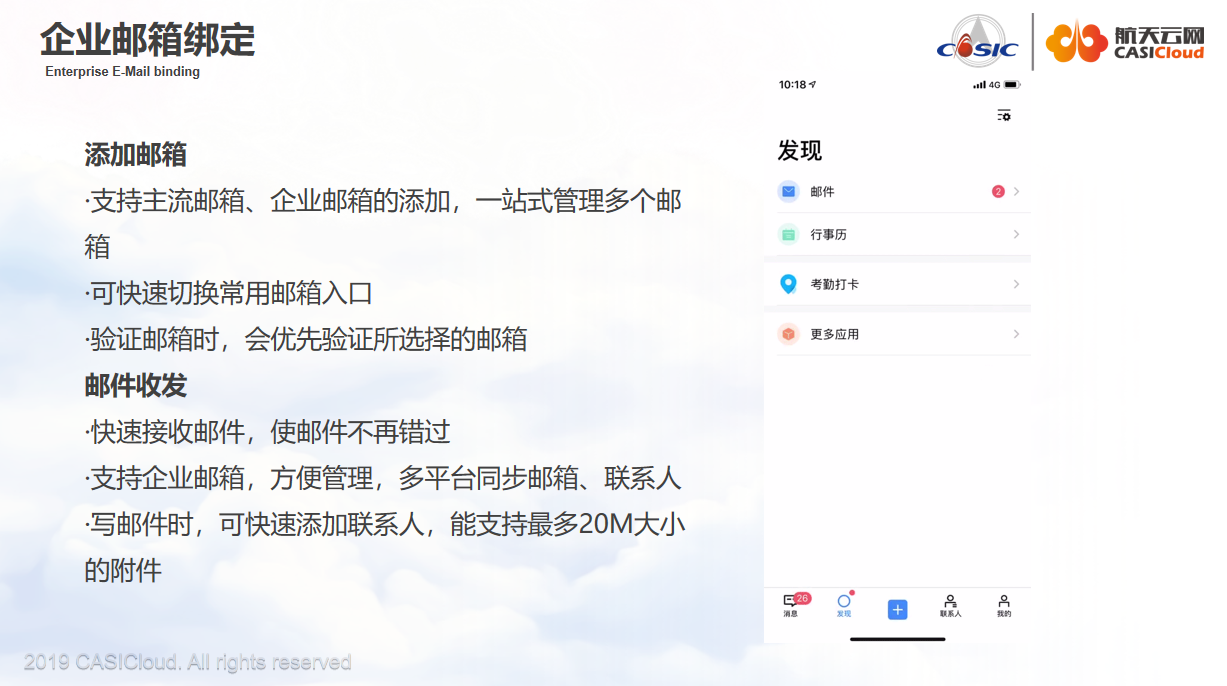 企业邮箱绑定
Enterprise E-Mail binding
CASIC
航天云网
CASICloud
添加邮箱
·支持主流邮箱、企业邮箱的添加，一站式管理多个邮
箱
·可快速切换常用邮箱入口
·验证邮箱时，会优先验证所选择的邮箱
邮件收发
·快速接收邮件，使邮件不再错过
·支持企业邮箱，方便管理，多平台同步邮箱、联系人
·写邮件时，可快速添加联系人，能支持最多20M大小
的附件
10:18
4G
发现
邮件
2
行事历
考勤打卡
更多应用
26
消息
发现
联系人
我的
2019 CASICloud. All rights reserved